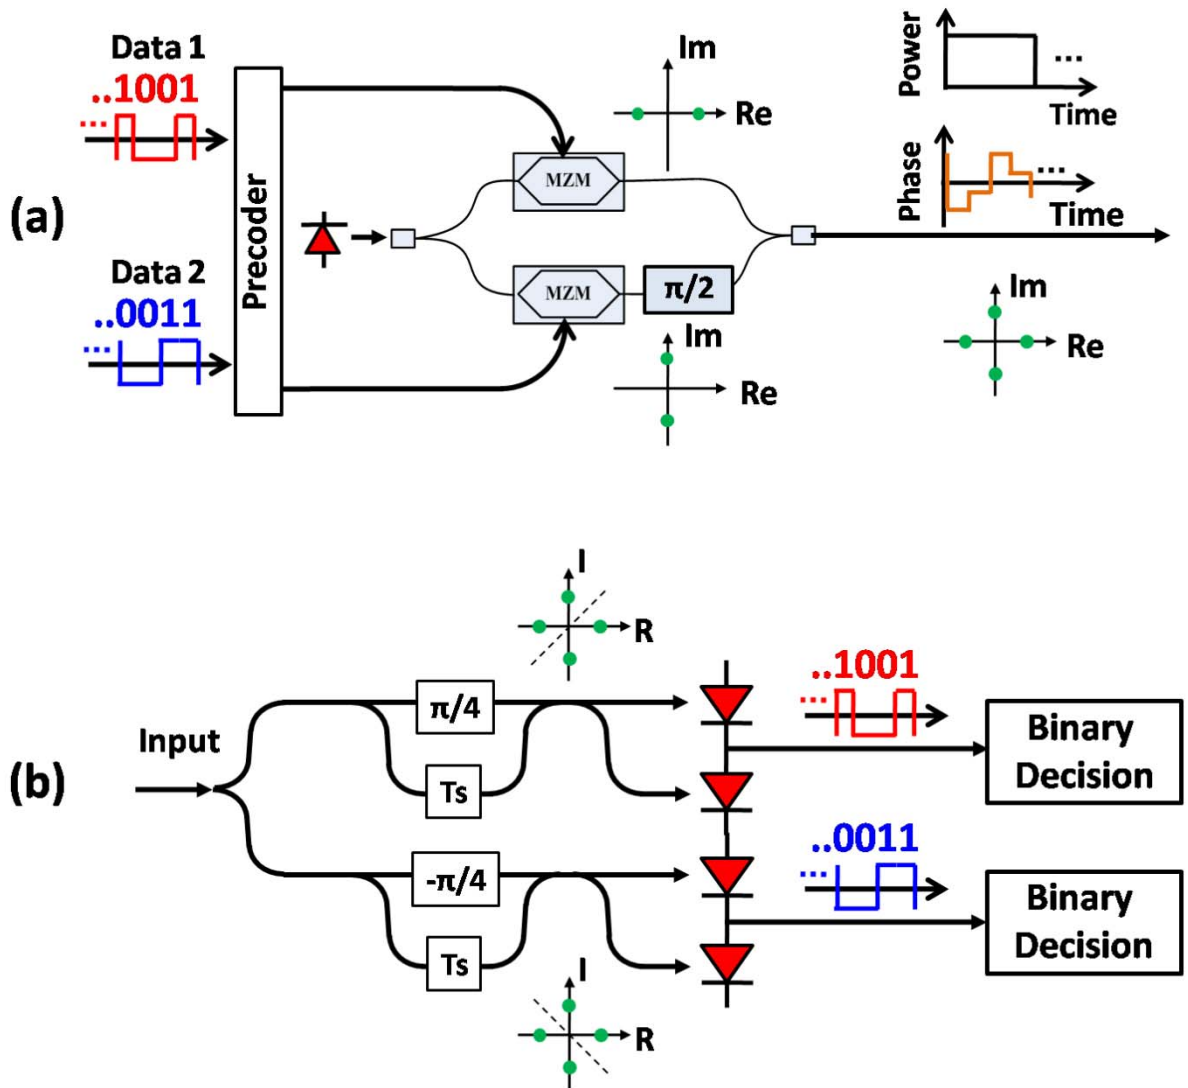 (a)
Data 1
..1001
...
Data 2
..0011
...
Precoder
MZM
MZM
π/2
Im
Re
Im
Re
Power
...
Time
Phase
...
Time
Im
Re
(b)
Input
π/4
Ts
-π/4
Ts
I
R
I
R
..1001
...
..0011
...
Binary
Decision
Binary
Decision